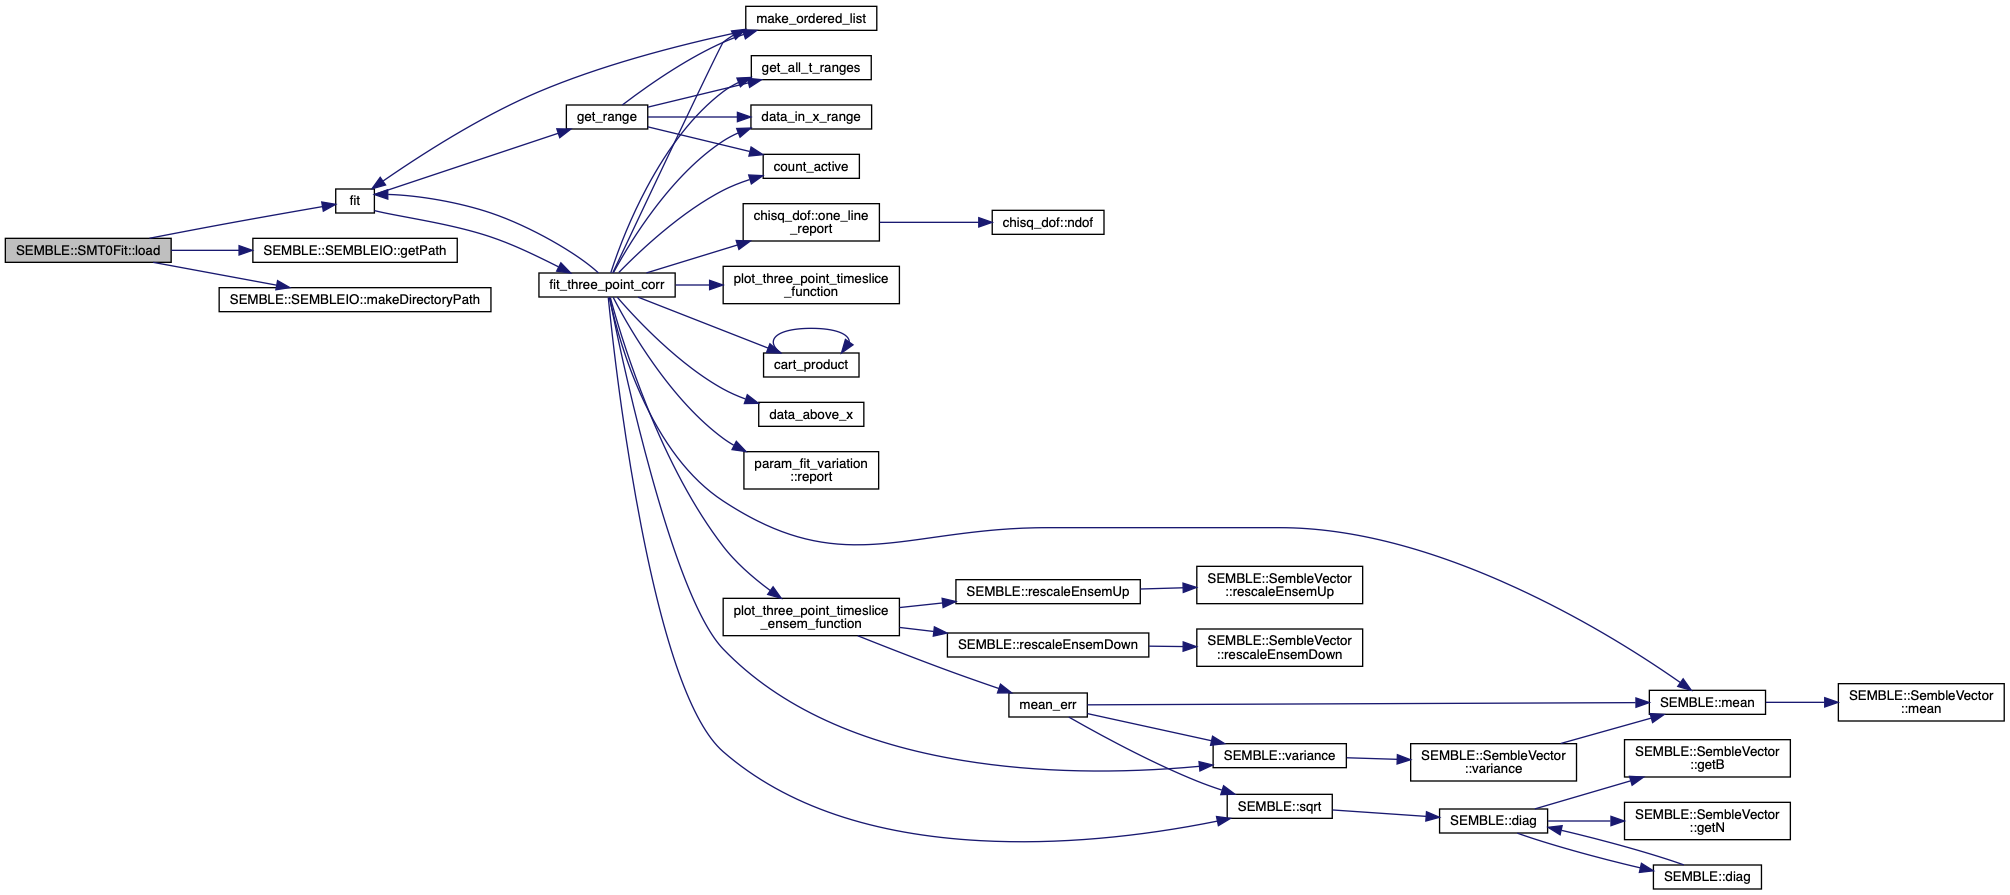 make_ordered_list
get_all_t_ranges
get_range
data_in_x_range
count_active
fit
chisq_dof::one_line
_report
chisq_dof::ndof
SEMBLE::SMT0Fit::load
SEMBLE::SEMBLEIO::getPath
fit_three_point_corr
plot_three_point_timeslice
_function
SEMBLE::SEMBLEIO::makeDirectoryPath
cart_product
data_above_x
param_fit_variation
::report
plot_three_point_timeslice
_ensem_function
SEMBLE::rescaleEnsemUp
SEMBLE::SembleVector
::rescaleEnsemUp
SEMBLE::rescaleEnsemDown
SEMBLE::SembleVector
::rescaleEnsemDown
mean_err
SEMBLE::mean
SEMBLE::SembleVector
::mean
SEMBLE::variance
SEMBLE::SembleVector
::variance
SEMBLE::SembleVector
::getB
SEMBLE::sqrt
SEMBLE::diag
SEMBLE::SembleVector
::getN
SEMBLE::diag